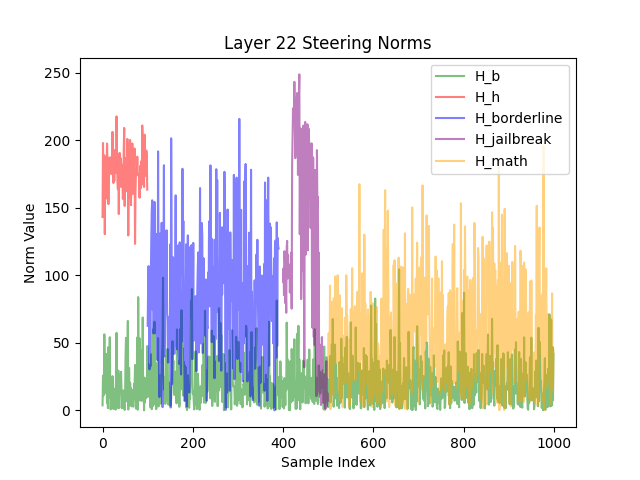 Layer 22 Steering Norms
250
200
150
100
50
0
Norm Value
H_b
H_h
H_borderline
H_jailbreak
H_math
0
200
400
600
800
1000
Sample Index